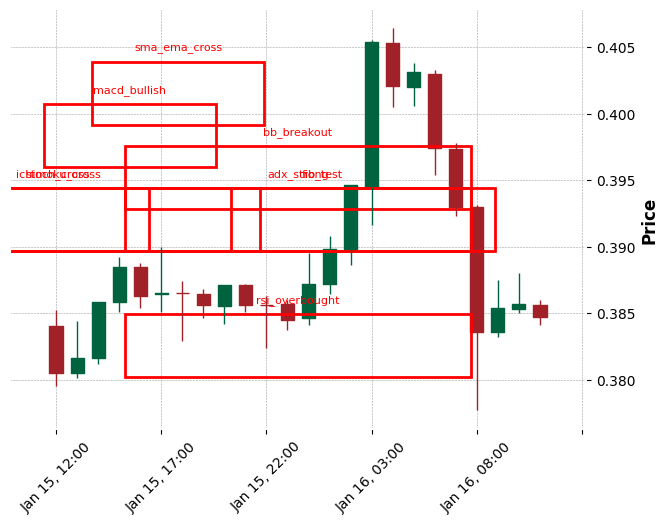 sma_ema_cross
macd_bullish
bb_breakout
adx_strong
fib_test
rsi_overbought
0.405
0.400
0.395
0.390
0.385
0.380
Price
Jan 15, 12:00
Jan 15, 17:00
Jan 15, 22:00
Jan 16, 03:00
Jan 16, 08:00